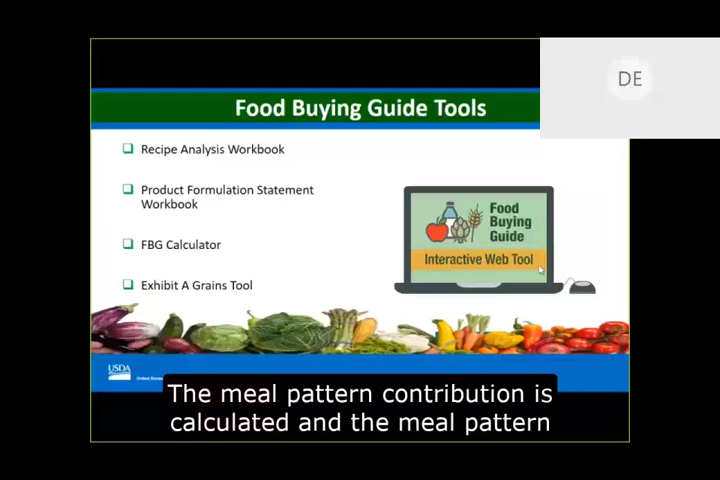 DE
Food Buying Guide Tools
Recipe Analysis Workbook
Product Formulation Statement
Workbook
FBG Calculator
Exhibit A Grains Tool
Food
Buying
Guide
Interactive Web Tool
USDA
The meal pattern contribution is
calculated and the meal pattern